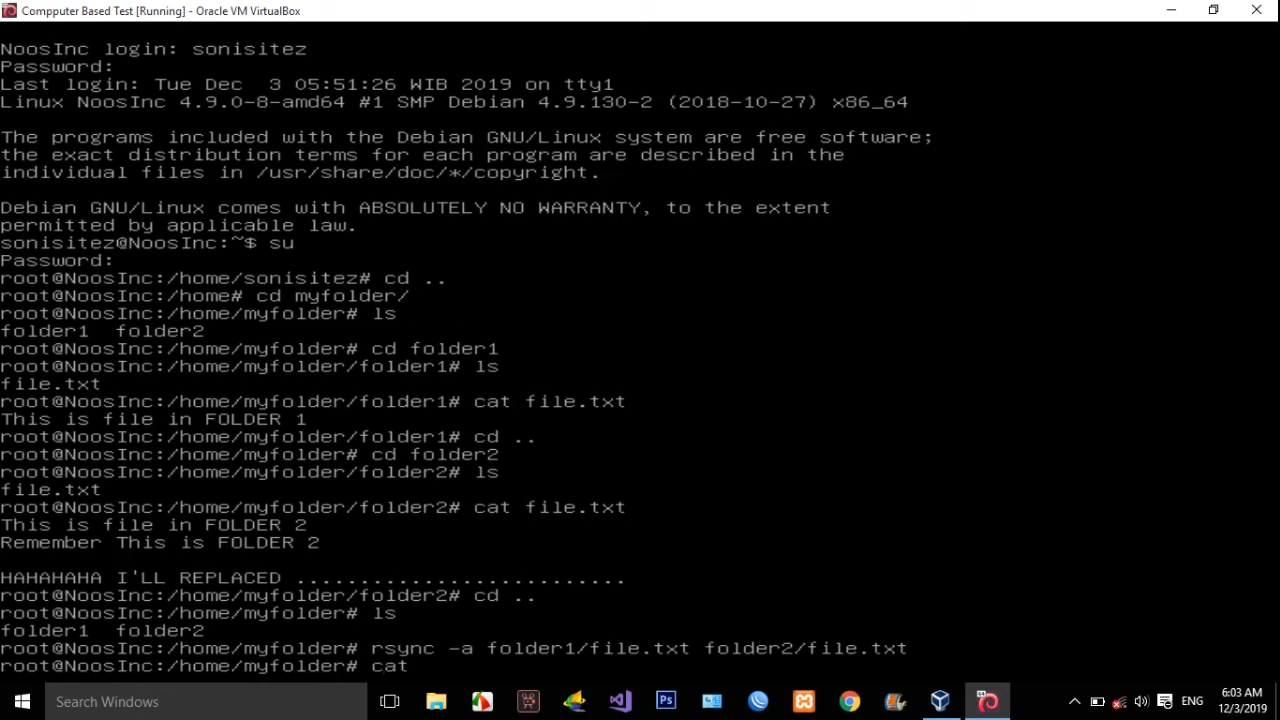 Compputer Based Test [Running] - Oracle VM VirtualBox
NoosInc login: sonisitez
Password:
Last login: Tue Dec  3 05:51:26 WIB 2019 on tty1
Linux NoosInc 4.9.0-8-amd64 #1 SMP Debian 4.9.130-2 (2018-10-27) x86_64
The programs included with the Debian GNU/Linux system are free software;
the exact distribution terms for each program are described in the
individual files in /usr/share/doc/*/copyright.
Debian GNU/Linux comes with ABSOLUTELY NO WARRANTY, to the extent
permitted by applicable law.
sonisitez@NoosInc:~$ su
Password:
root@NoosInc:/home/sonisitez# cd ..
root@NoosInc:/home# cd myfolder/
root@NoosInc:/home/myfolder# ls
folder1  folder2
root@NoosInc:/home/myfolder# cd folder1
root@NoosInc:/home/myfolder/folder1# ls
file.txt
root@NoosInc:/home/myfolder/folder1# cat file.txt
This is file in FOLDER 1
root@NoosInc:/home/myfolder/folder1# cd ..
root@NoosInc:/home/myfolder# cd folder2
root@NoosInc:/home/myfolder/folder2# ls
file.txt
root@NoosInc:/home/myfolder/folder2# cat file.txt
This is file in FOLDER 2
Remember This is FOLDER 2
HAHAHAHA I'LL REPLACED ..........................
root@NoosInc:/home/myfolder/folder2# cd ..
root@NoosInc:/home/myfolder# ls
folder1  folder2
root@NoosInc:/home/myfolder# rsync -a folder1/file.txt folder2/file.txt
root@NoosInc:/home/myfolder# cat
Search Windows
Ps
ENG
6:03 AM
12/3/2019